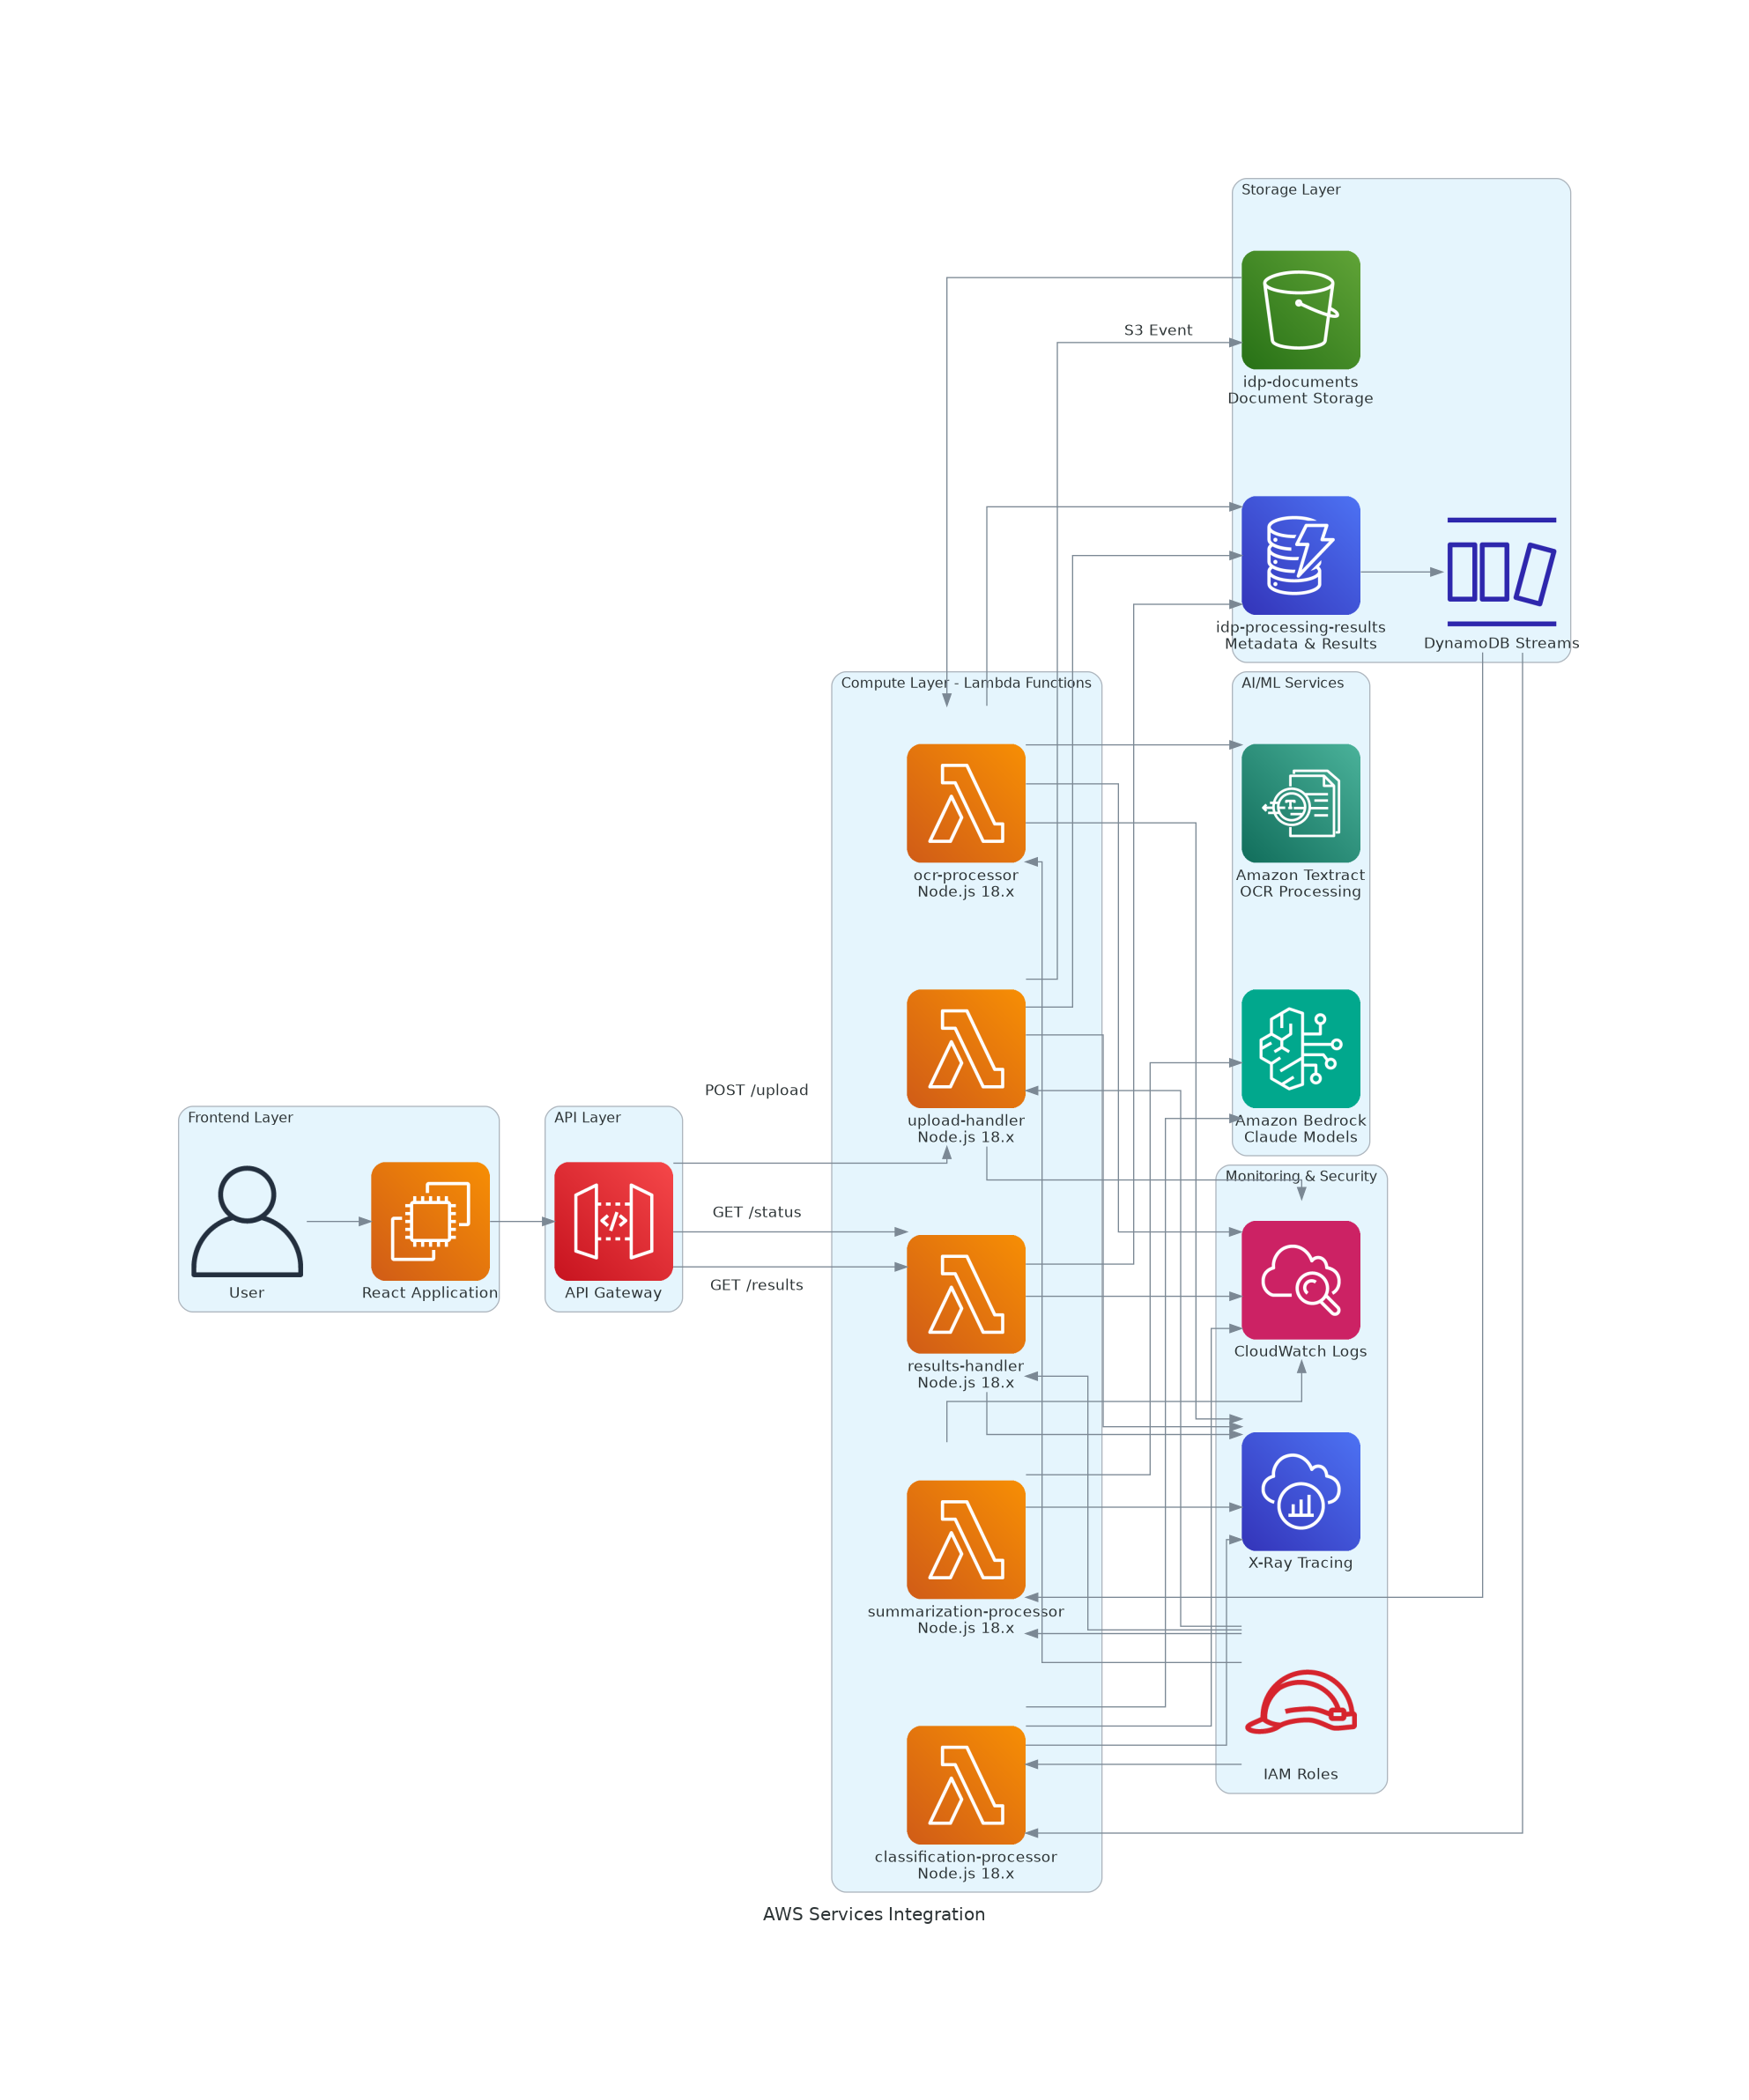 Storage Layer
S3 Event
idp-documents
Document Storage
idp-processing-results
Metadata & Results
DynamoDB Streams
Compute Layer - Lambda Functions
AI/ML Services
ocr-processor
Node.js 18.x
Amazon Textract
OCR Processing
POST /upload
upload-handler
Node.js 18.x
Amazon Bedrock
Claude Models
Frontend Layer
API Layer
Monitoring & Security
GET /status
GET /results
User
React Application
API Gateway
results-handler
Node.js 18.x
CloudWatch Logs
X-Ray Tracing
summarization-processor
Node.js 18.x
IAM Roles
classification-processor
Node.js 18.x
AWS Services Integration